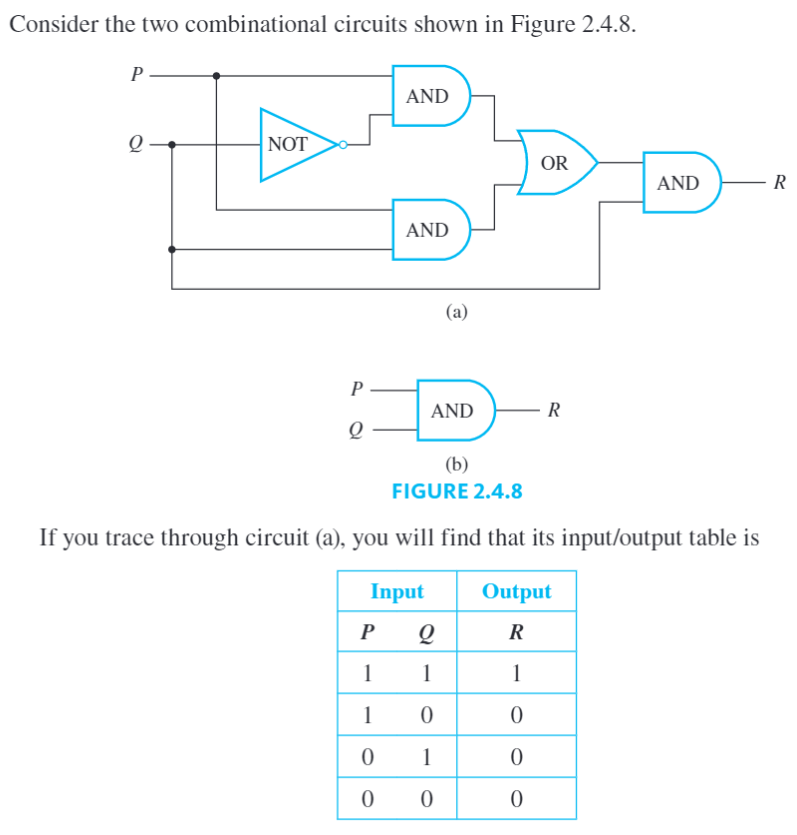 Consider the two combinational circuits shown in Figure 2.4.8.
P
AND
Q
NOT
OR
AND
R
AND
(a)
P
AND
R
Q
(b)
FIGURE 2.4.8
If you trace through circuit (a), you will find that its input/output table is
Input Output
P Q R
1 1 1
1 0 0
0 1 0
0 0 0